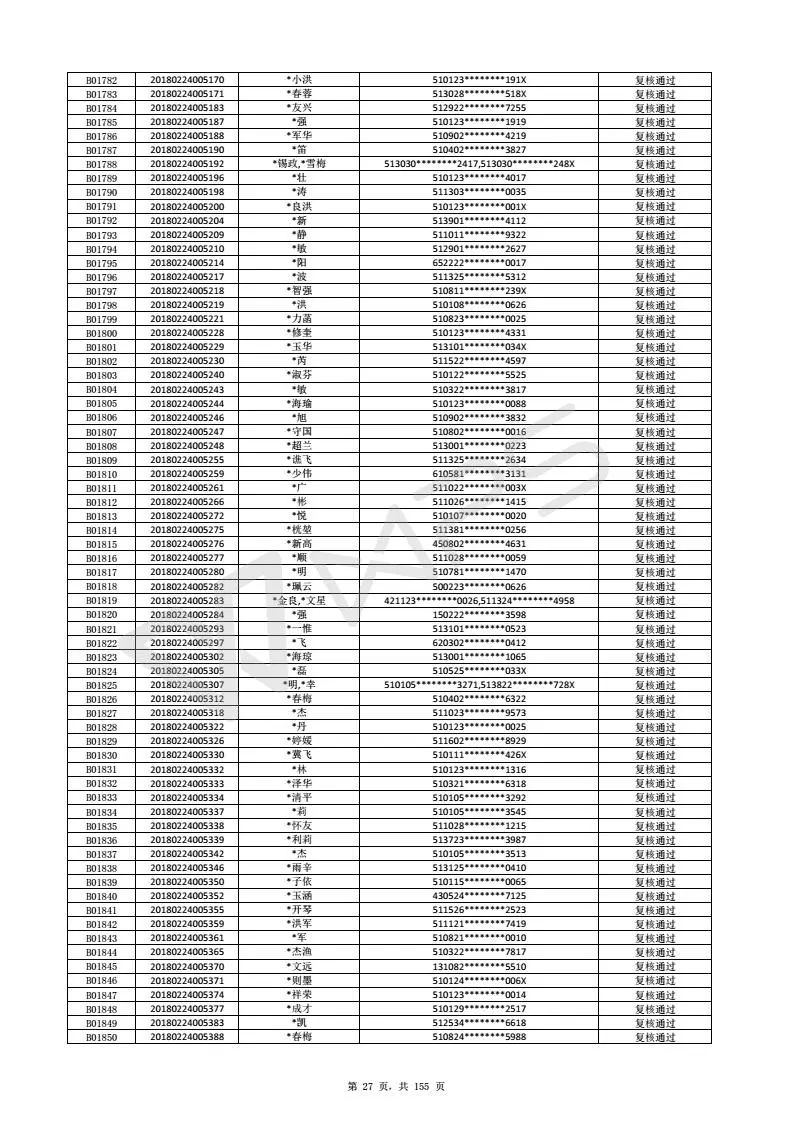 B01782 20180224005170 *小洪 510123********191X 复核通过
B01783 20180224005171 *春蓉 513028********518X 复核通过
B01784 20180224005183 *友兴 512922********7255 复核通过
B01785 20180224005187 *强 510123********1919 复核通过
B01786 20180224005188 *军华 510902********4219 复核通过
B01787 20180224005190 *笛 510402********3827 复核通过
B01788 20180224005192 *锡政,*雪梅 513030********2417,513030********248X 复核通过
B01789 20180224005196 *壮 510123********4017 复核通过
B01790 20180224005198 *涛 511303********0035 复核通过
B01791 20180224005200 *良洪 510123********001X 复核通过
B01792 20180224005204 *新 513901********4112 复核通过
B01793 20180224005209 *静 511011********9322 复核通过
B01794 20180224005210 *敏 512901********2627 复核通过
B01795 20180224005214 *阳 652222********0017 复核通过
B01796 20180224005217 *波 511325********5312 复核通过
B01797 20180224005218 *智强 510811********239X 复核通过
B01798 20180224005219 *洪 510108********0626 复核通过
B01799 20180224005221 *力菡 510823********0025 复核通过
B01800 20180224005228 *修奎 510123********4331 复核通过
B01801 20180224005229 *玉华 513101********034X 复核通过
B01802 20180224005230 *芮 511522********4597 复核通过
B01803 20180224005240 *淑芬 510122********5525 复核通过
B01804 20180224005243 *敏 510322********3817 复核通过
B01805 20180224005244 *海瑜 510123********0088 复核通过
B01806 20180224005246 *旭 510902********3832 复核通过
B01807 20180224005247 *守国 510802********0016 复核通过
B01808 20180224005248 *超兰 513001********0223 复核通过
B01809 20180224005255 *谯飞 511325********2634 复核通过
B01810 20180224005259 *少伟 610581********3131 复核通过
B01811 20180224005261 *广 511022********003X 复核通过
B01812 20180224005266 *彬 511026********1415 复核通过
B01813 20180224005272 *悦 510107********0020 复核通过
B01814 20180224005275 *桄堃 511381********0256 复核通过
B01815 20180224005276 *新高 450802********4631 复核通过
B01816 20180224005277 *顺 511028********0059 复核通过
B01817 20180224005280 *明 510781********1470 复核通过
B01818 20180224005282 *珮云 500223********0626 复核通过
B01819 20180224005283 *金良,*文星 421123********0026,511324********4958 复核通过
B01820 20180224005284 *强 150222********3598 复核通过
B01821 20180224005293 *一惟 513101********0523 复核通过
B01822 20180224005297 *飞 620302********0412 复核通过
B01823 20180224005302 *海琼 513001********1065 复核通过
B01824 20180224005305 *磊 510525********033X 复核通过
B01825 20180224005307 *明,*幸 510105********3271,513822********728X 复核通过
B01826 20180224005312 *春梅 510402********6322 复核通过
B01827 20180224005318 *杰 511023********9573 复核通过
B01828 20180224005322 *丹 510123********0025 复核通过
B01829 20180224005326 *婷媛 511602********8929 复核通过
B01830 20180224005330 *冀飞 510111********426X 复核通过
B01831 20180224005332 *林 510123********1316 复核通过
B01832 20180224005333 *泽华 510321********6318 复核通过
B01833 20180224005334 *清平 510105********3292 复核通过
B01834 20180224005337 *莉 510105********3545 复核通过
B01835 20180224005338 *怀友 511028********1215 复核通过
B01836 20180224005339 *利莉 513723********3987 复核通过
B01837 20180224005342 *杰 510105********3513 复核通过
B01838 20180224005346 *雨辛 513125********0410 复核通过
B01839 20180224005350 *子依 510115********0065 复核通过
B01840 20180224005352 *玉涵 430524********7125 复核通过
B01841 20180224005355 *开琴 511526********2523 复核通过
B01842 20180224005359 *洪军 511121********7419 复核通过
B01843 20180224005361 *军 510821********0010 复核通过
B01844 20180224005365 *杰渔 510322********7817 复核通过
B01845 20180224005370 *文远 131082********5510 复核通过
B01846 20180224005371 *则墨 510124********006X 复核通过
B01847 20180224005374 *祥荣 510123********0014 复核通过
B01848 20180224005377 *成才 510129********2517 复核通过
B01849 20180224005383 *凯 512534********6618 复核通过
B01850 20180224005388 *春梅 510824********5988 复核通过
第 27 页, 共 155 页